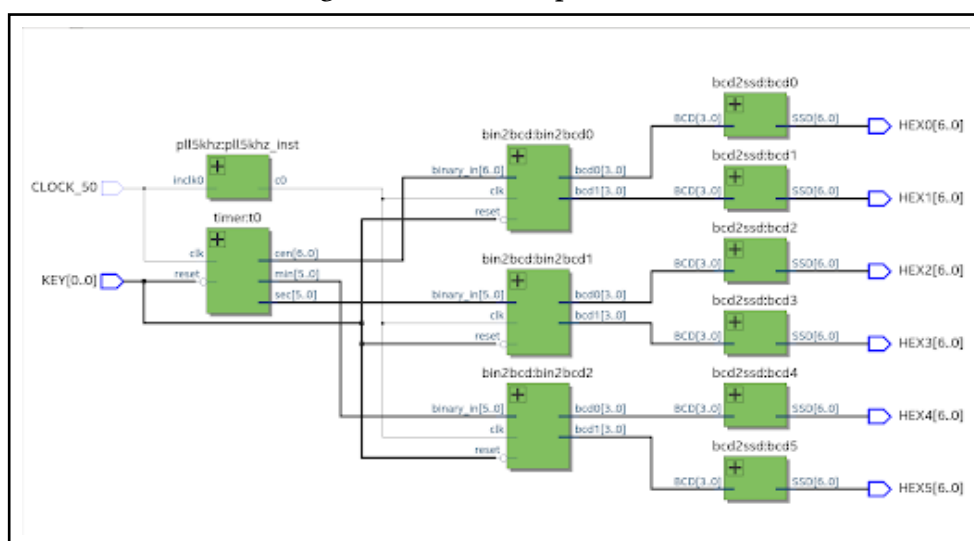 bcd2ssd:bcd0
BCD[3..0] SSD[6..0]
HEX0[6..0]
bin2bcd:bin2bcd0
pll5khz:pll5khz_inst
binary_in[6..0] bcd0[3..0]
clk bcd1[3..0]
reset
bcd2ssd:bcd1
BCD[3..0] SSD[6..0]
HEX1[6..0]
CLOCK_50
inclk0 c0
timer:t0
clk cen[6..0]
reset min[5..0]
sec[5..0]
KEY[0..0]
bcd2ssd:bcd2
BCD[3..0] SSD[6..0]
HEX2[6..0]
bin2bcd:bin2bcd1
binary_in[5..0] bcd0[3..0]
clk bcd1[3..0]
reset
bcd2ssd:bcd3
BCD[3..0] SSD[6..0]
HEX3[6..0]
bin2bcd:bin2bcd2
binary_in[5..0] bcd0[3..0]
clk bcd1[3..0]
reset
bcd2ssd:bcd4
BCD[3..0] SSD[6..0]
HEX4[6..0]
bcd2ssd:bcd5
BCD[3..0] SSD[6..0]
HEX5[6..0]